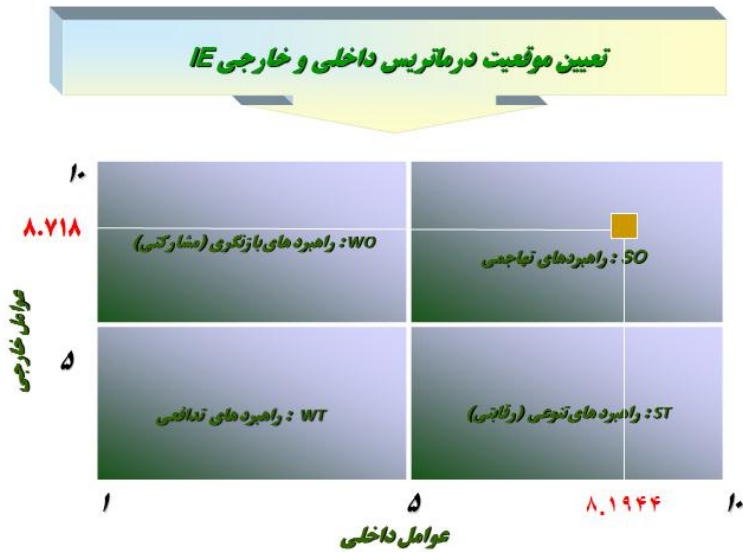 تعیین موقعیت درماتریس داخلی و خارجی IE
۱۰
۸.۷۱۸
WO: راهبردهای بازنگری (مشارکتی)
SO : راهبردهای تهاجمی
عوامل خارجی
۵
WT : راهبردهای تدافعی
ST: راهبردهای تنوعی (رقابتی)
۱
۵
۸.۱۹۴۴
۱۰
عوامل داخلی